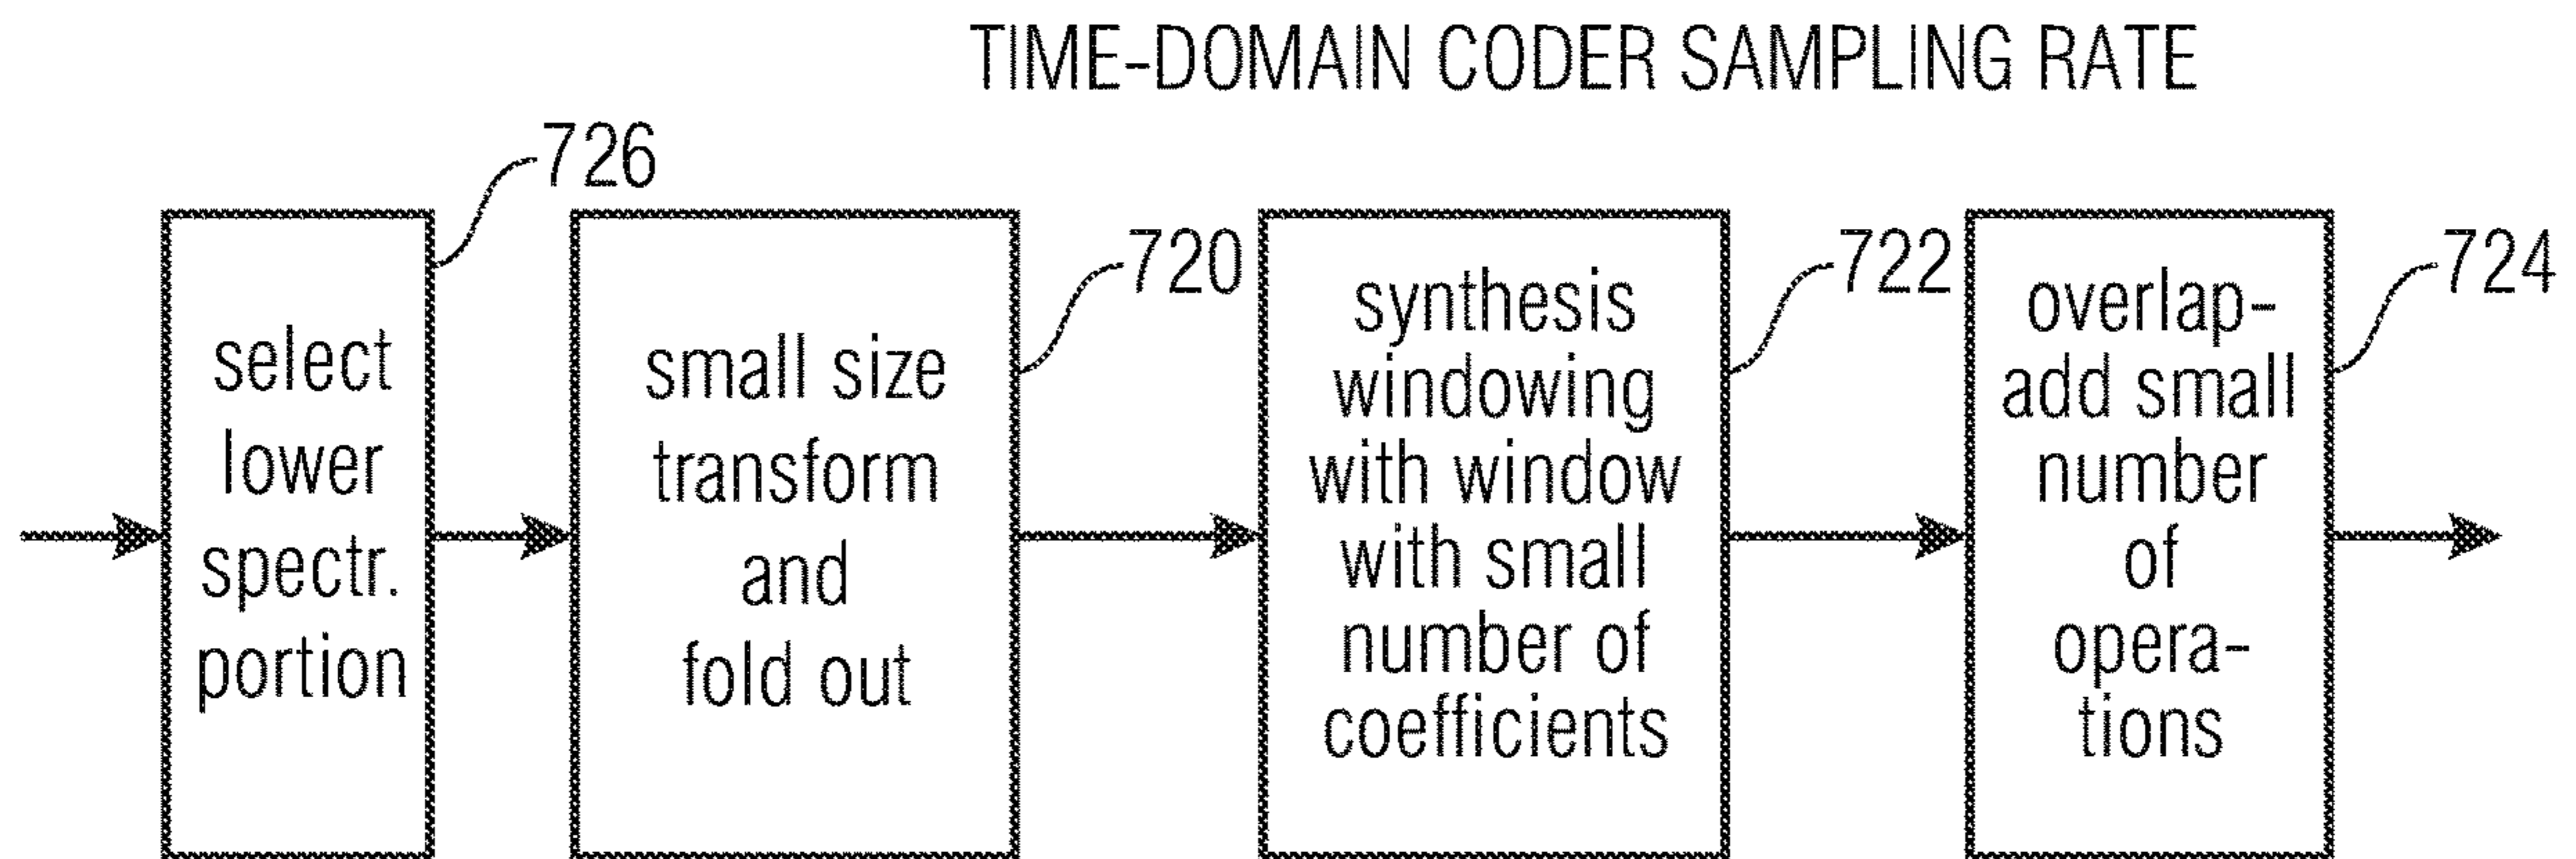 TIME-DOMAIN CODER SAMPLING RATE
726
select
lower
spectr.
portion
720
small size
transform
and
fold out
722
synthesis
windowing
with window
with small
number of
coefficients
724
overlap-
add small
number
of
opera-
tions